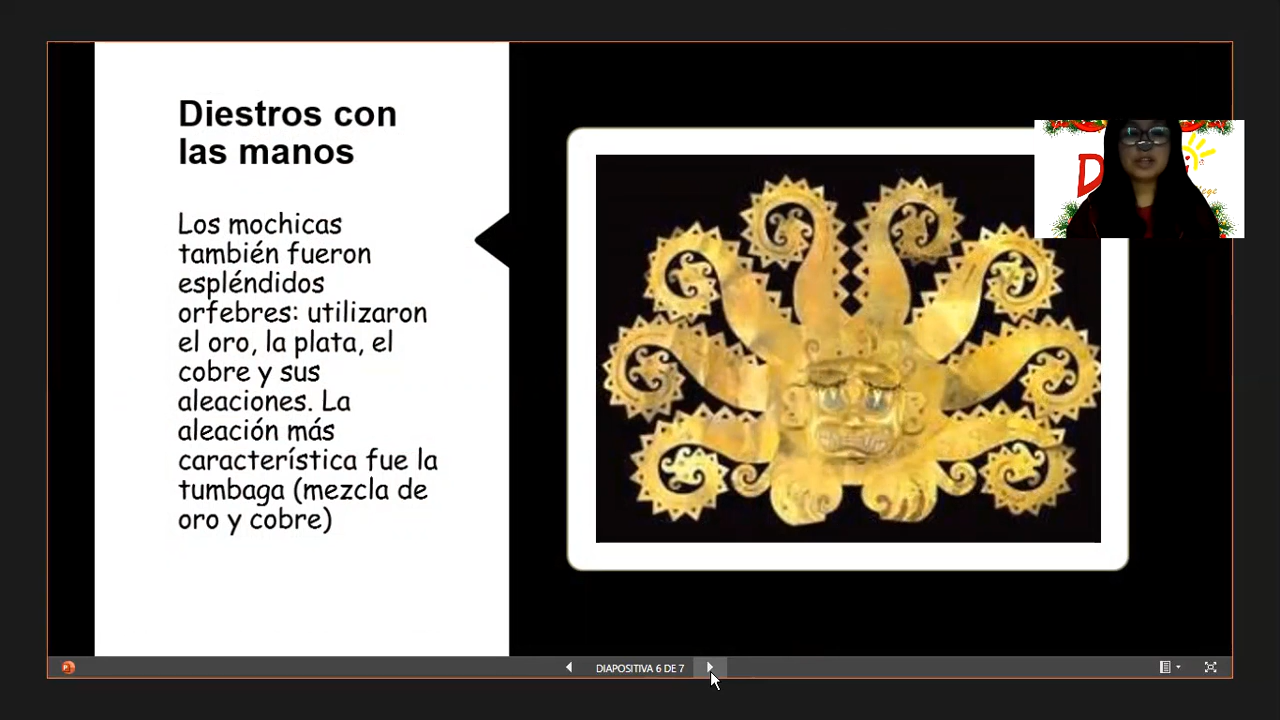 Diestros con
las manos
Los mochicas
también fueron
espléndidos
orfebres: utilizaron
el oro, la plata, el
cobre y sus
aleaciones. La
aleación más
característica fue la
tumbaga (mezcla de
oro y cobre)
DIAPOSITIVA 6 DE 7